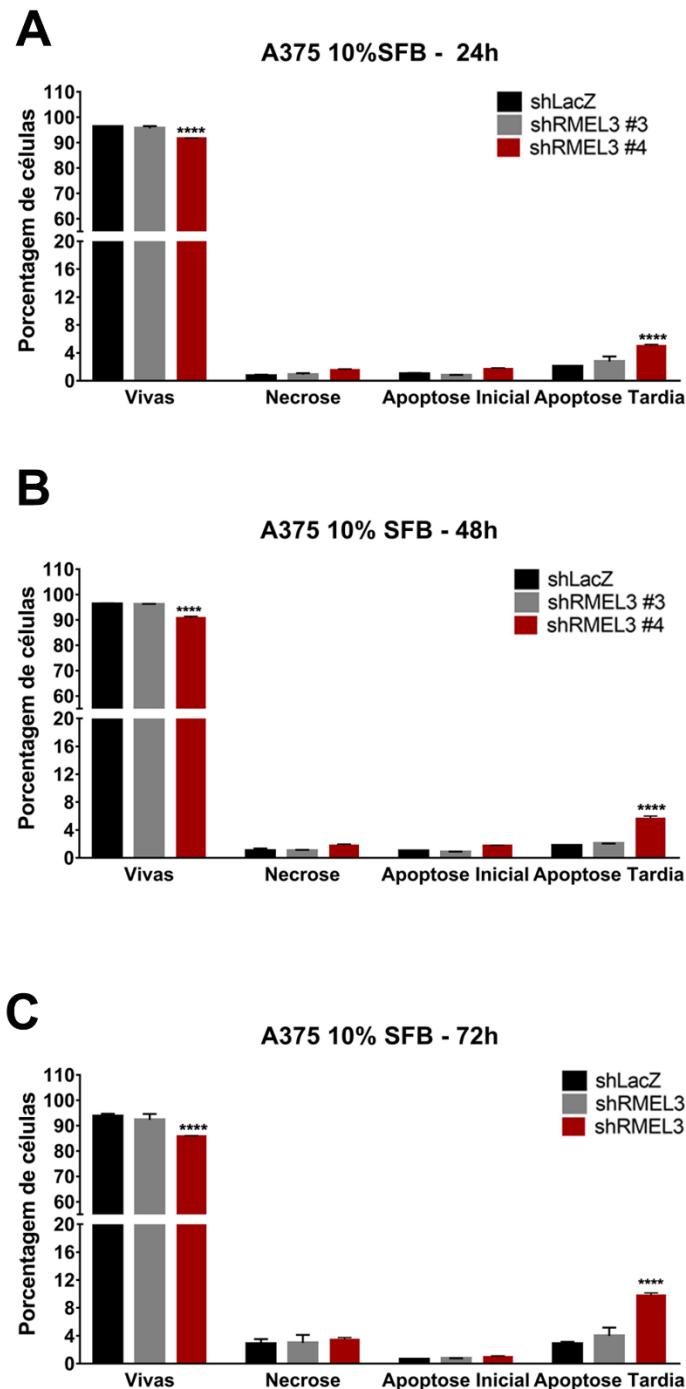 A
A375 10%SFB - 24h
shLacZ
shRMEL3 #3
shRMEL3 #4
Porcentagem de células
110
100
90
80
70
60
20
16
12
8
4
0
****
****
Vivas Necrose Apoptose Inicial Apoptose Tardia
B
A375 10% SFB - 48h
shLacZ
shRMEL3 #3
shRMEL3 #4
Porcentagem de células
110
100
90
80
70
60
20
16
12
8
4
0
****
****
Vivas Necrose Apoptose Inicial Apoptose Tardia
C
A375 10% SFB - 72h
shLacZ
shRMEL3
shRMEL3
Porcentagem de células
110
100
90
80
70
60
20
16
12
8
4
0
****
****
Vivas Necrose Apoptose Inicial Apoptose Tardia